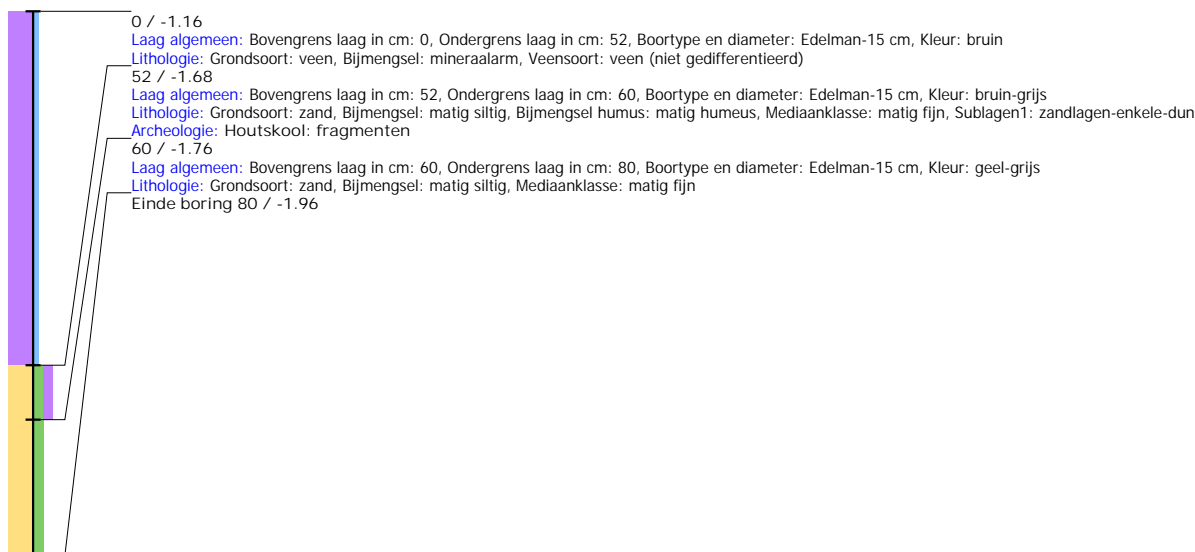 0 / -1.16
Laag algemeen: Bovengrens laag in cm: 0, Ondergrens laag in cm: 52, Boortype en diameter: Edelman-15 cm, Kleur: bruin
Lithologie: Grondsoort: veen, Bijmengsel: mineraalarm, Veensoort: veen (niet gedifferentieerd)
52 / -1.68
Laag algemeen: Bovengrens laag in cm: 52, Ondergrens laag in cm: 60, Boortype en diameter: Edelman-15 cm, Kleur: bruin-grijs
Lithologie: Grondsoort: zand, Bijmengsel: matig siltig, Bijmengsel humus: matig humeus, Mediaanklasse: matig fijn, Sublagen1: zandlagen-enkele-dun
Archeologie: Houtskool: fragmenten
60 / -1.76
Laag algemeen: Bovengrens laag in cm: 60, Ondergrens laag in cm: 80, Boortype en diameter: Edelman-15 cm, Kleur: geel-grijs
Lithologie: Grondsoort: zand, Bijmengsel: matig siltig, Mediaanklasse: matig fijn
Einde boring 80 / -1.96